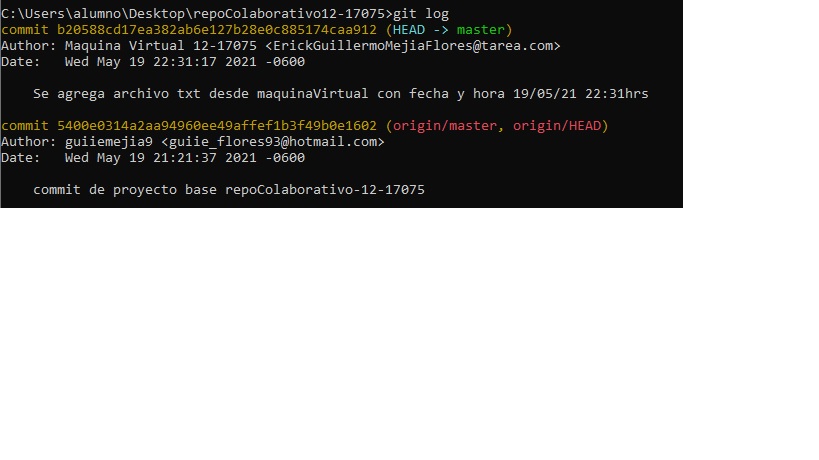 C:\Users\alumno\Desktop\repoColaborativo12-17075>git log
commit b20588cd17ea382ab6e127b28e0c885174caa912 (HEAD -> master)
Author: Maquina Virtual 12-17075 <ErickGuillermoMejiaFlores@tarea.com>
Date:   Wed May 19 22:31:17 2021 -0600
Se agrega archivo txt desde maquinaVirtual con fecha y hora 19/05/21 22:31hrs
commit 5400e0314a2aa94960ee49affef1b3f49b0e1602 (origin/master, origin/HEAD)
Author: guiiemejia9 <guiie_flores93@hotmail.com>
Date:   Wed May 19 21:21:37 2021 -0600
commit de proyecto base repoColaborativo-12-17075